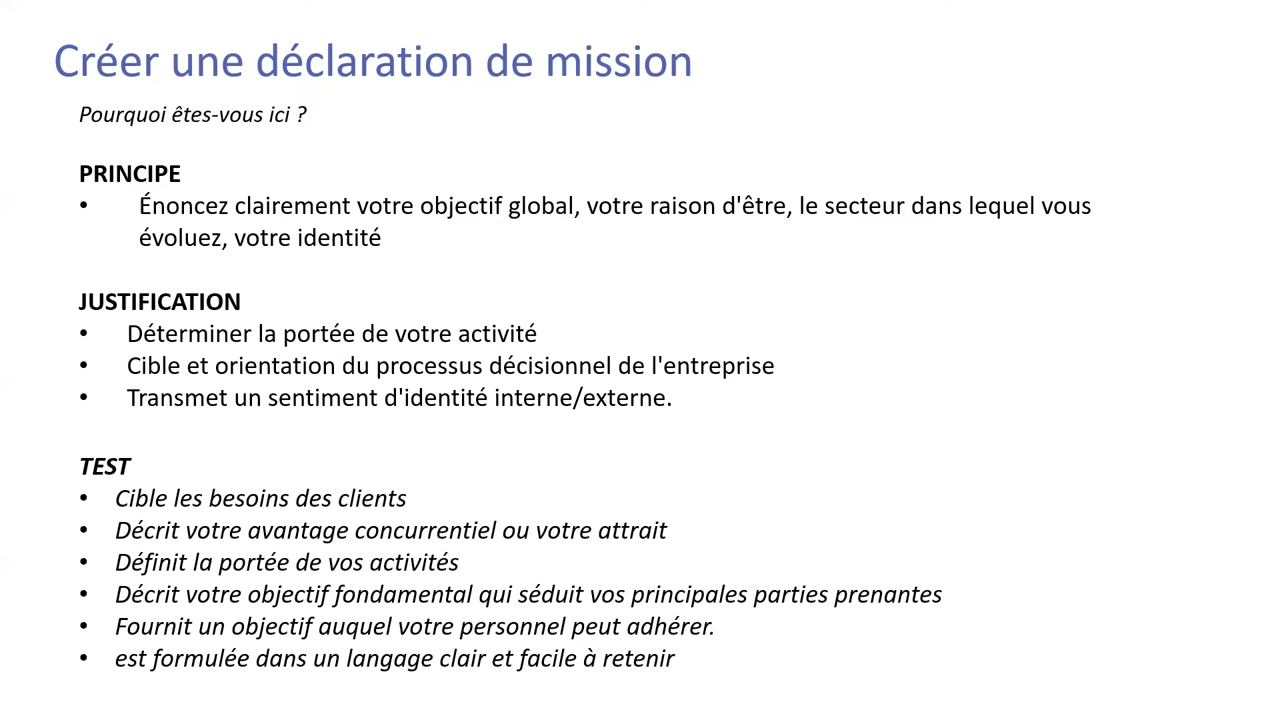 Créer une déclaration de mission
Pourquoi êtes-vous ici ?
PRINCIPE
• Énoncez clairement votre objectif global, votre raison d'être, le secteur dans lequel vous
évoluez, votre identité
JUSTIFICATION
• Déterminer la portée de votre activité
• Cible et orientation du processus décisionnel de l'entreprise
• Transmet un sentiment d'identité interne/externe.
TEST
• Cible les besoins des clients
• Décrit votre avantage concurrentiel ou votre attrait
• Définit la portée de vos activités
• Décrit votre objectif fondamental qui séduit vos principales parties prenantes
• Fournit un objectif auquel votre personnel peut adhérer.
• est formulée dans un langage clair et facile à retenir